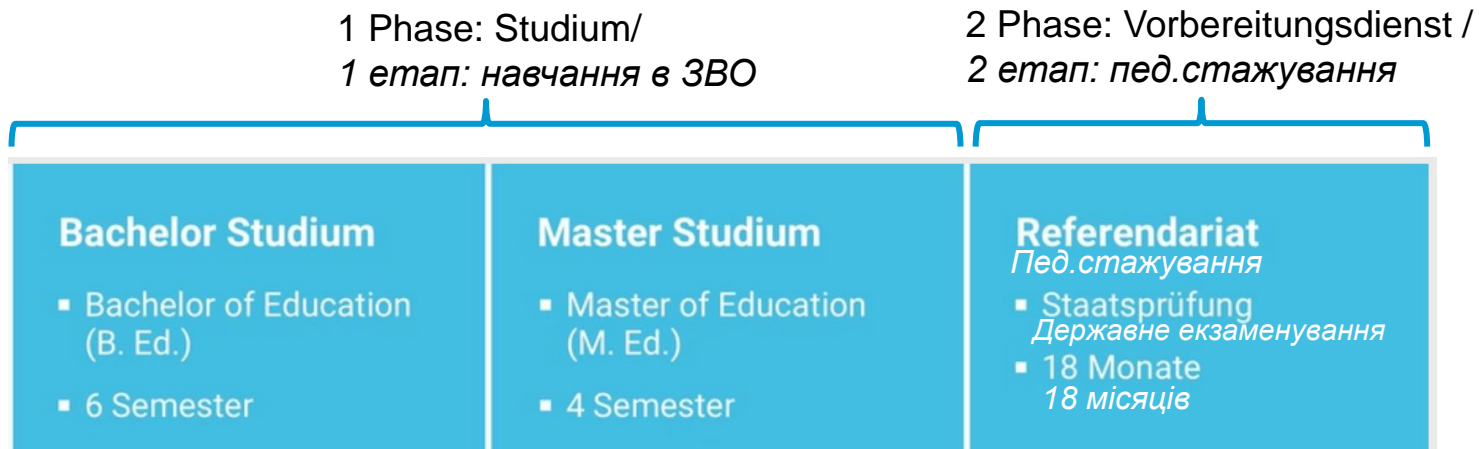 1 Phase: Studium/
1 етап: навчання в ЗВО
2 Phase: Vorbereitungsdienst /
2 етап: пед.стажування
Bachelor Studium
▪ Bachelor of Education
(B. Ed.)
▪ 6 Semester
Master Studium
▪ Master of Education
(M. Ed.)
▪ 4 Semester
Referendariat
Пед.стажування
▪ Staatsprüfung
Державне екзаменування
▪ 18 Monate
18 місяців